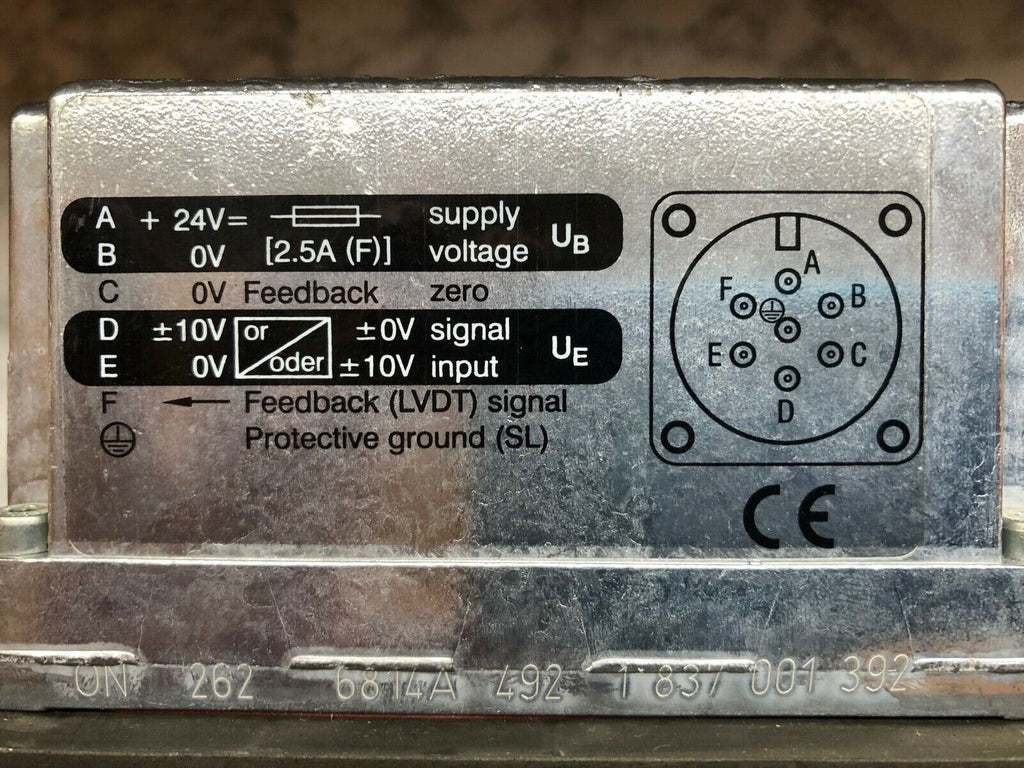 A + 24V= supply
B 0V [2.5A (F)] voltage UB
C 0V Feedback zero
D ±10V or ±0V signal
E 0V oder ±10V input UE
F Feedback (LVDT) signal
Protective ground (SL)
A
F B
E C
D
CE
ON 262 6814A 492 1 837 001 392